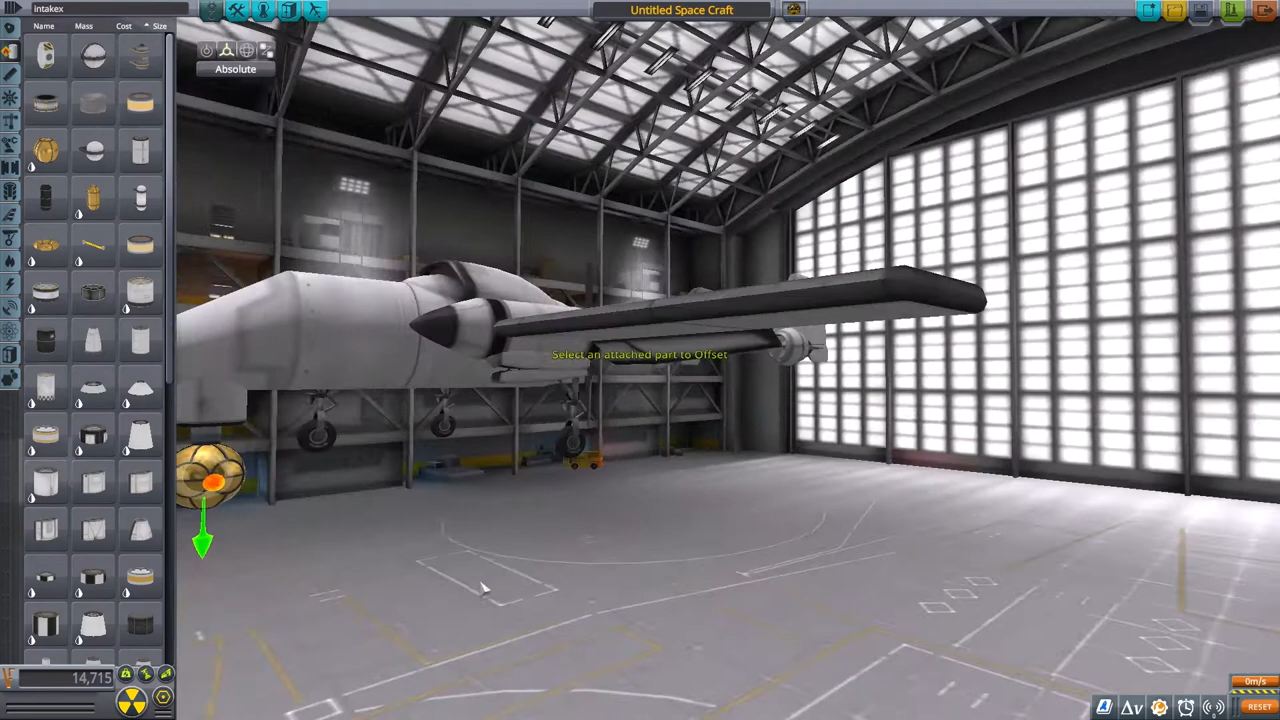 Intakex
Untitled Space Craft
Name Mass Cost Size
Absolute
Select an attached part to Offset
14,715
0m/s
Δv
RESET